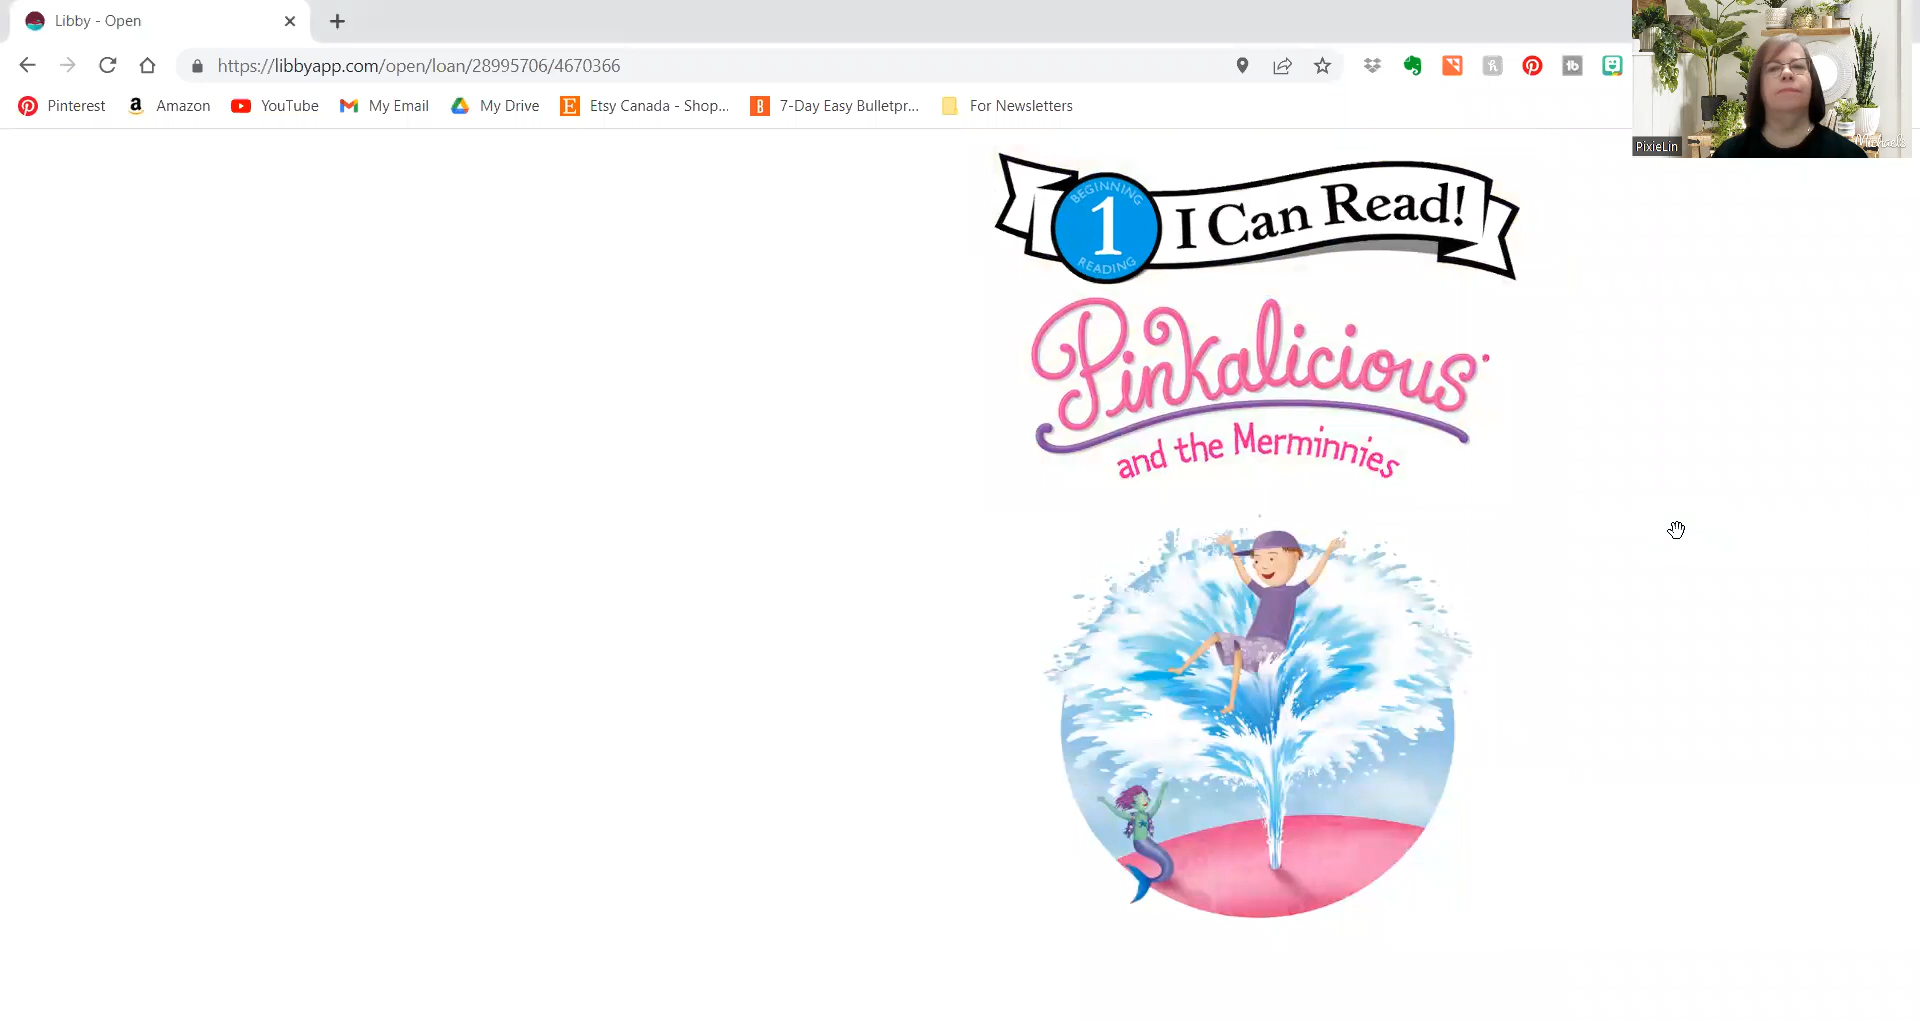 Libby - Open
https://libbyapp.com/open/loan/28995706/4670366
Pinterest Amazon YouTube My Email My Drive Etsy Canada - Shop... 7-Day Easy Bulletpr... For Newsletters
PixieLin
Michaels
BEGINNING
1
READING
I Can Read!
Pinkalicious
and the Merminnies